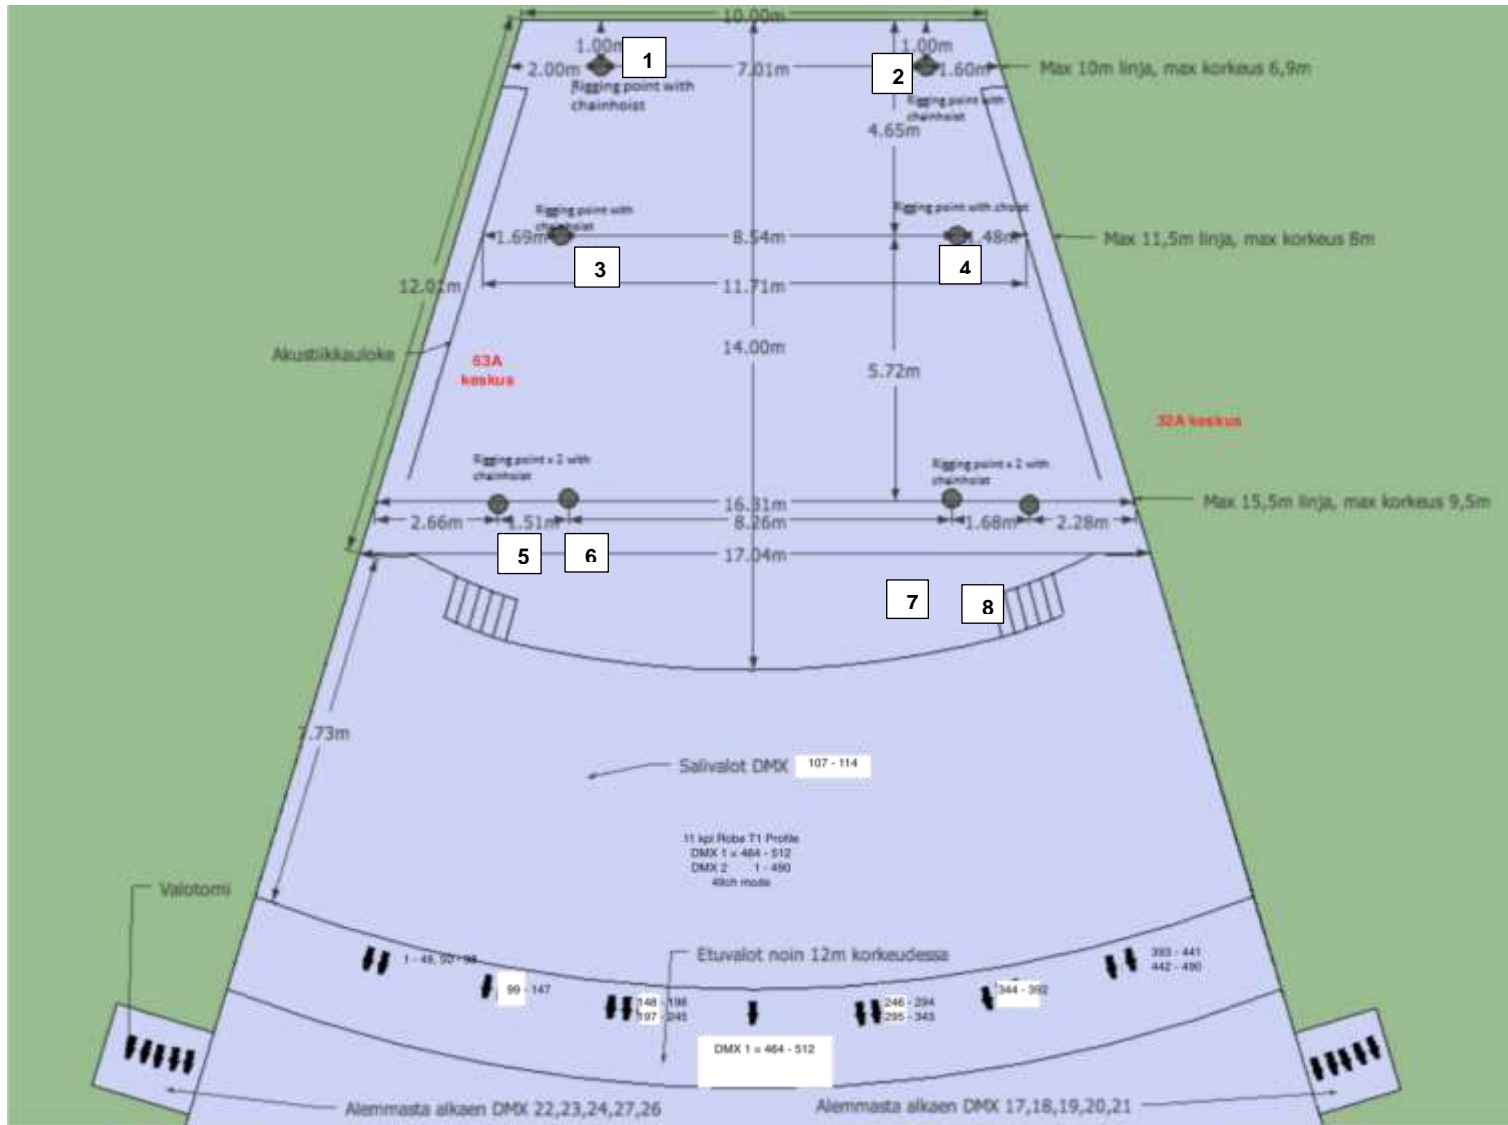 10.00m
1.00m
1
1.00m
2.00m
7.01m
2
1.60m
Max 10m linja, max korkeus 6,9m
Rigging point with
chainhoist
Rigging point with
chainhoist
4.65m
Rigging point with
chainhoist
Rigging point with
1.69m
8.54m
1.48m
Max 11,5m linja, max korkeus 8m
3
4
12.01m
11.71m
Akustiikkauloke
14.00m
63A
keskus
5.72m
32A keskus
Rigging point x 2 with
chainhoist
Rigging point x 2 with
chainhoist
16.31m
Max 15,5m linja, max korkeus 9,5m
2.66m
1.51m
8.26m
1.68m
2.28m
5
6
17.04m
7
8
7.73m
Salivalot DMX 107 - 114
11 kpl Robe T1 Profile
DMX 1 = 464 - 512
DMX 2 1 - 490
49ch mode
Valotorni
Etuvalot noin 12m korkeudessa
1 - 49, 50 - 98
393 - 441
442 - 490
99 - 147
344 - 392
148 - 196
197 - 245
246 - 294
295 - 343
DMX 1 = 464 - 512
Alemmasta alkaen DMX 22,23,24,27,26
Alemmasta alkaen DMX 17,18,19,20,21